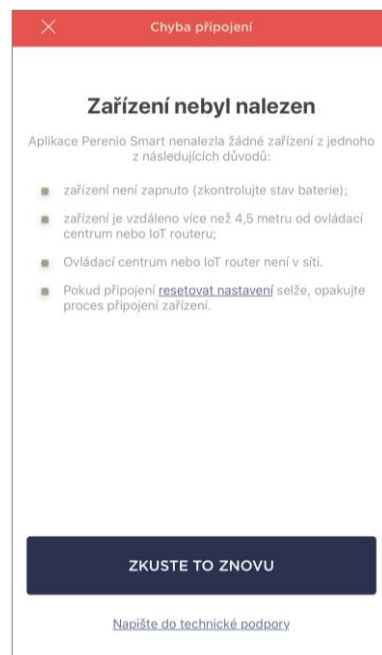 Chyba připojení
Zařízení nebyl nalezen
Aplikace Perenio Smart nenalezla žádné zařízení z jednoho
z následujících důvodů:
zařízení není zapnuto (zkontrolujte stav baterie);
zařízení je vzdáleno více než 4,5 metru od ovládací
centrum nebo IoT routeru;
Ovládací centrum nebo IoT router není v síti.
Pokud připojení resetovat nastavení selže, opakujte
proces připojení zařízení.
ZKUSTE TO ZNOVU
Napište do technické podpory